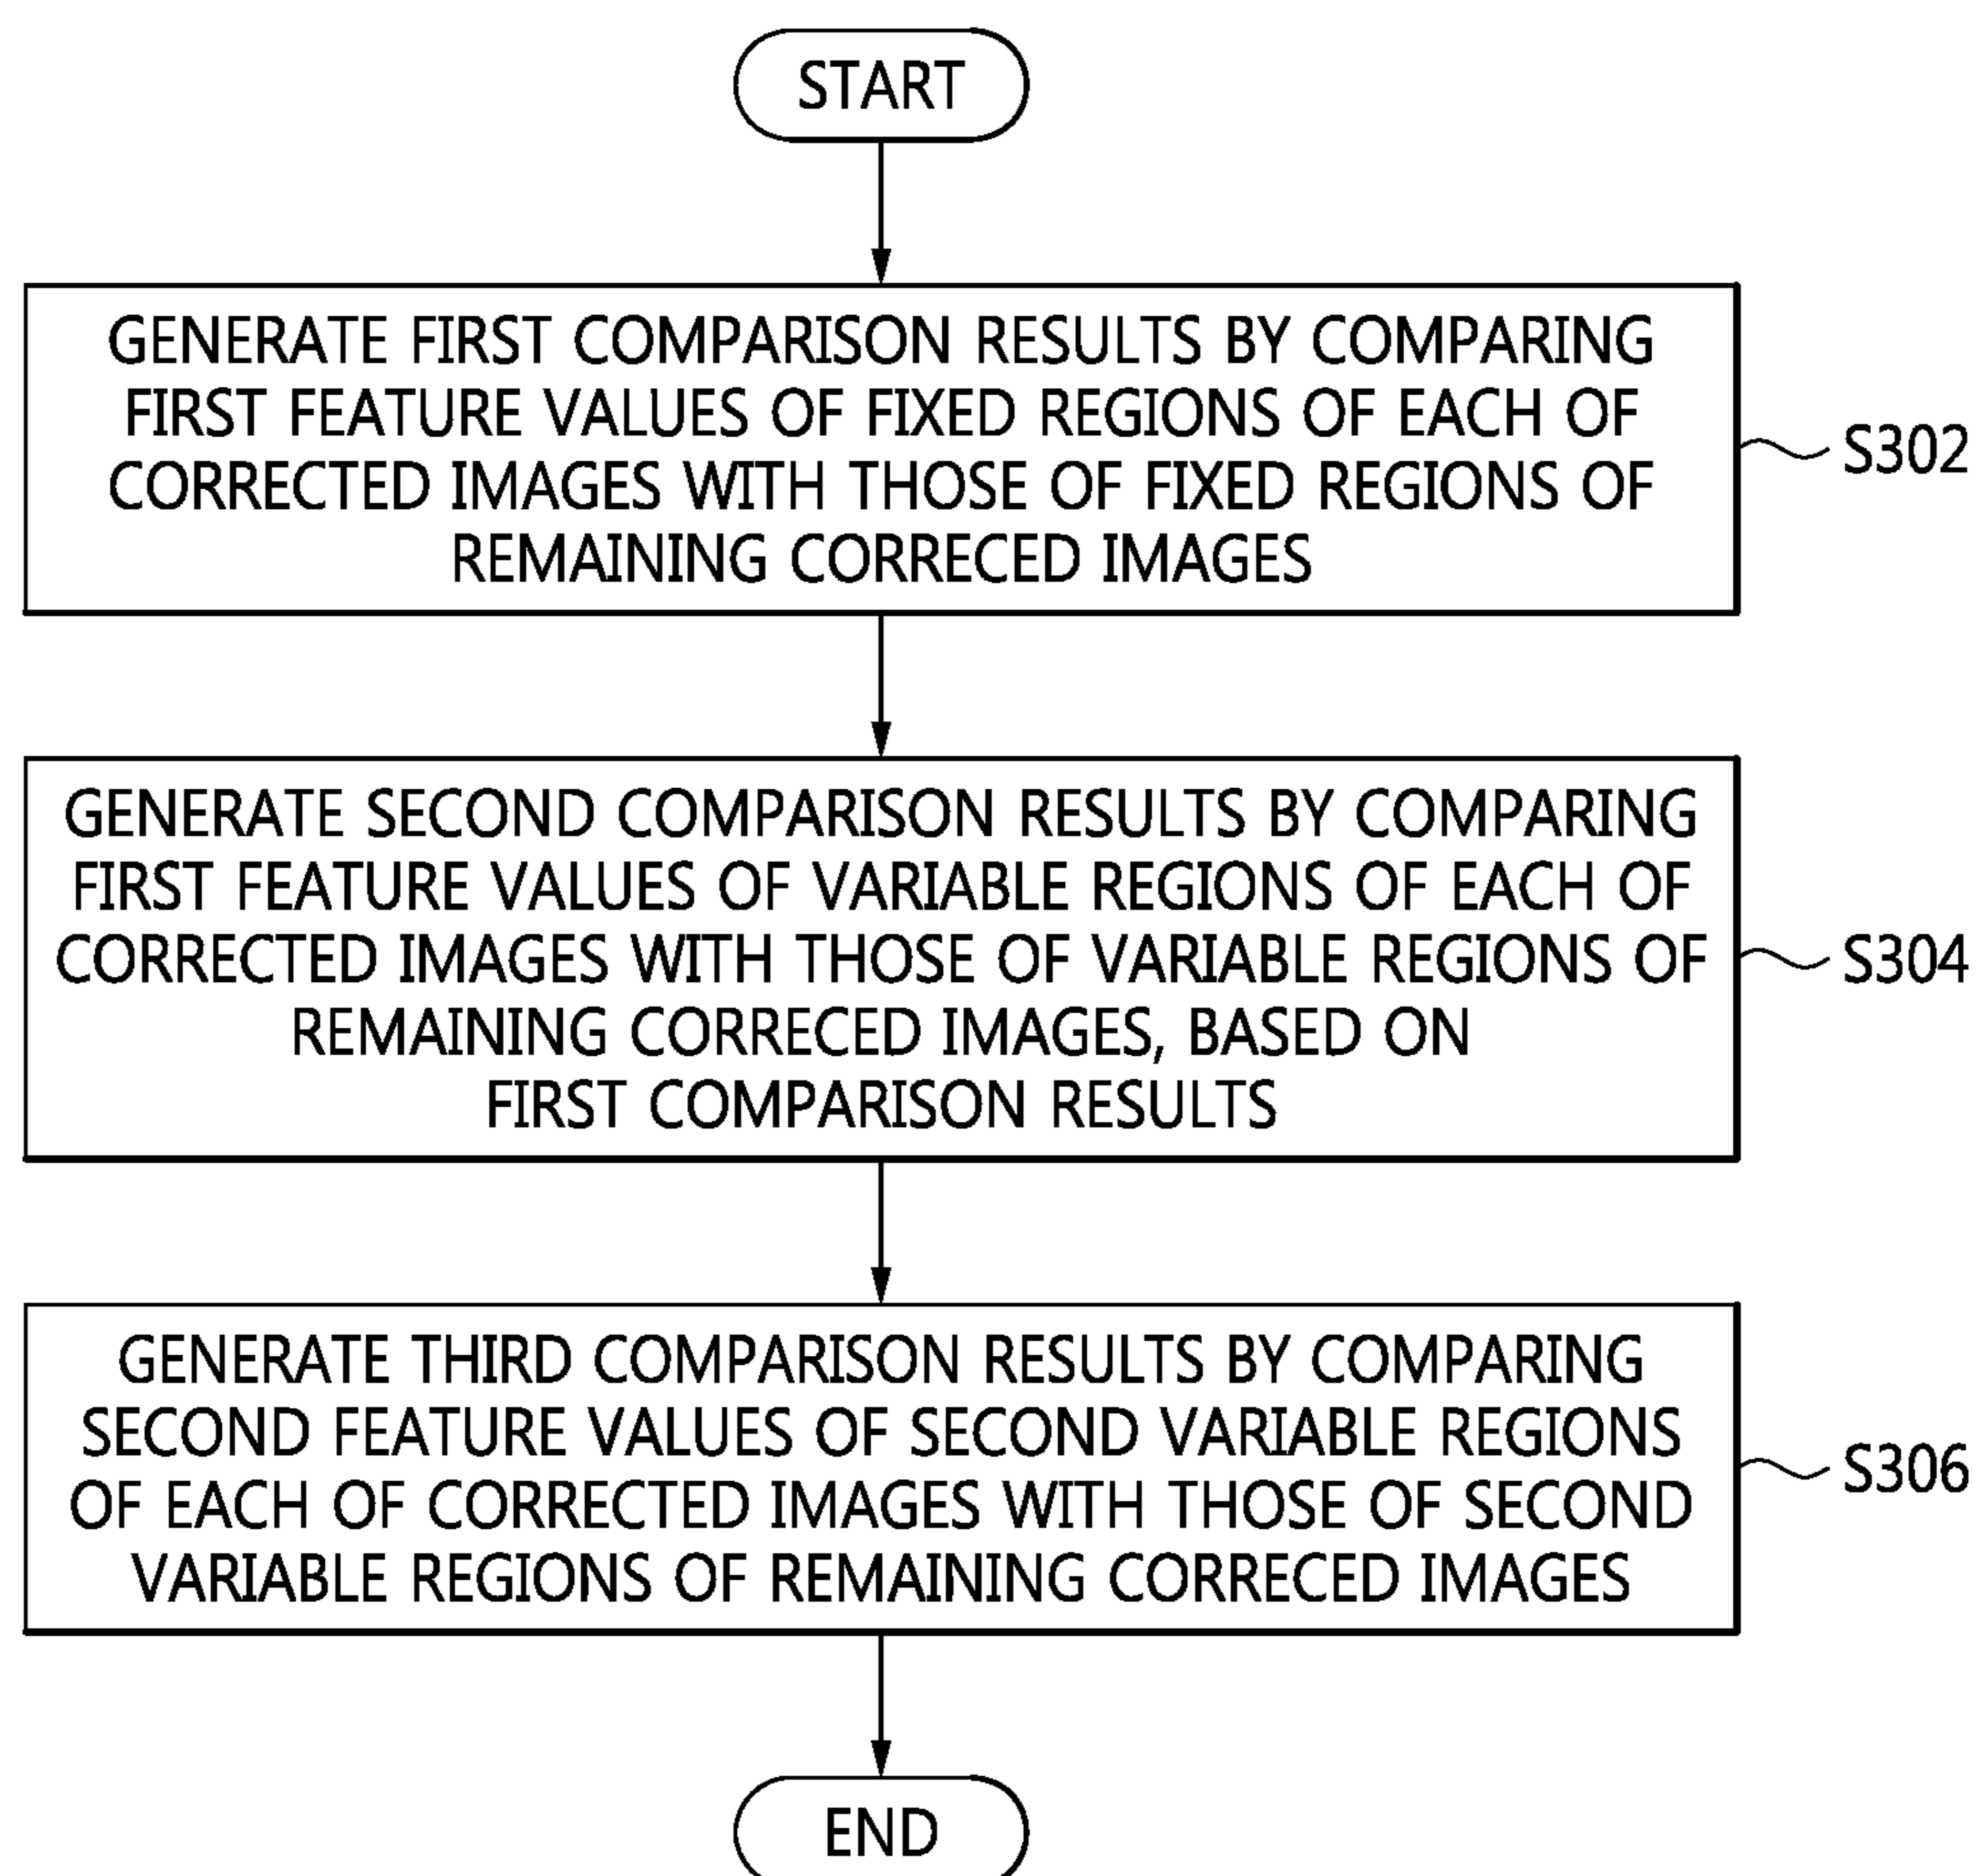 START
GENERATE FIRST COMPARISON RESULTS BY COMPARING
FIRST FEATURE VALUES OF FIXED REGIONS OF EACH OF
CORRECTED IMAGES WITH THOSE OF FIXED REGIONS OF
REMAINING CORRECED IMAGES
S302
GENERATE SECOND COMPARISON RESULTS BY COMPARING
FIRST FEATURE VALUES OF VARIABLE REGIONS OF EACH OF
CORRECTED IMAGES WITH THOSE OF VARIABLE REGIONS OF
REMAINING CORRECED IMAGES, BASED ON
FIRST COMPARISON RESULTS
S304
GENERATE THIRD COMPARISON RESULTS BY COMPARING
SECOND FEATURE VALUES OF SECOND VARIABLE REGIONS
OF EACH OF CORRECTED IMAGES WITH THOSE OF SECOND
VARIABLE REGIONS OF REMAINING CORRECED IMAGES
S306
END